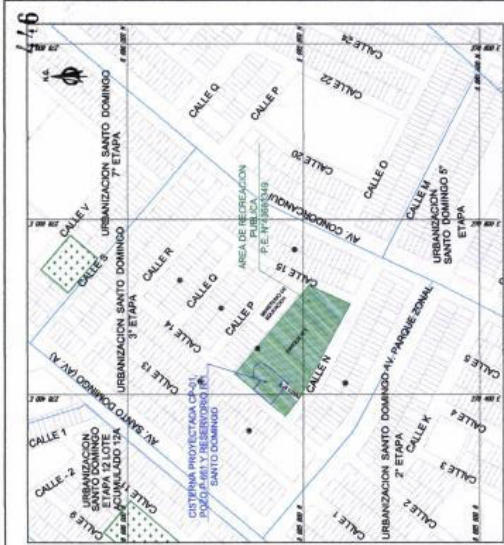 977
N.G.
CALLE V
CALLE S
URBANIZACION SANTO DOMINGO
7° ETAPA
CALLE Q
CALLE P
CALLE 24
CALLE 22
CALLE 20
CALLE O
CALLE M
URBANIZACION
SANTO DOMINGO 5°
ETAPA
AV. CONDORCANQUI
AREA DE RECREACION
PUBLICA
CALLE 15
CALLE R
CALLE Q
CALLE P
CALLE 14
CALLE 13
URBANIZACION SANTO DOMINGO
3° ETAPA
AV. SANTO DOMINGO (AV. A)
CALLE 1
CALLE - 2
URBANIZACION
SANTO DOMINGO
ETAPA 12 LOTE
ACUMULADO 12A
CALLE 11
CALLE 9
CISTERNA PROYECTADA CP-01,
SANTO DOMINGO
CALLE N
AV. PARQUE ZONAL
URBANIZACION SANTO DOMINGO
2° ETAPA
CALLE K
CALLE 1
CALLE 2
CALLE 3
CALLE 4
CALLE 5